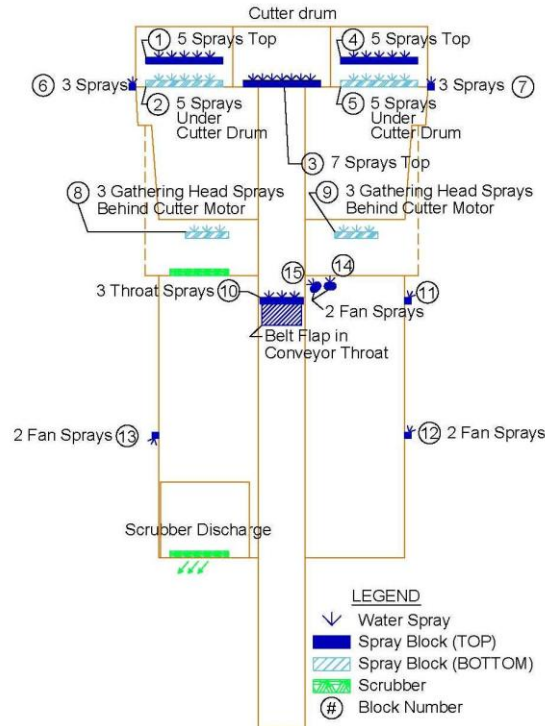 Cutter drum
① 5 Sprays Top
④ 5 Sprays Top
⑥ 3 Sprays
3 Sprays ⑦
② 5 Sprays
Under
Cutter Drum
⑤ 5 Sprays
Under
Cutter Drum
③ 7 Sprays Top
⑧
3 Gathering Head Sprays
Behind Cutter Motor
⑨
3 Gathering Head Sprays
Behind Cutter Motor
⑮ ⑭
3 Throat Sprays ⑩
⑪
2 Fan Sprays
Belt Flap in
Conveyor Throat
2 Fan Sprays ⑬
⑫ 2 Fan Sprays
Scrubber Discharge
LEGEND
Water Spray
Spray Block (TOP)
Spray Block (BOTTOM)
Scrubber
# Block Number